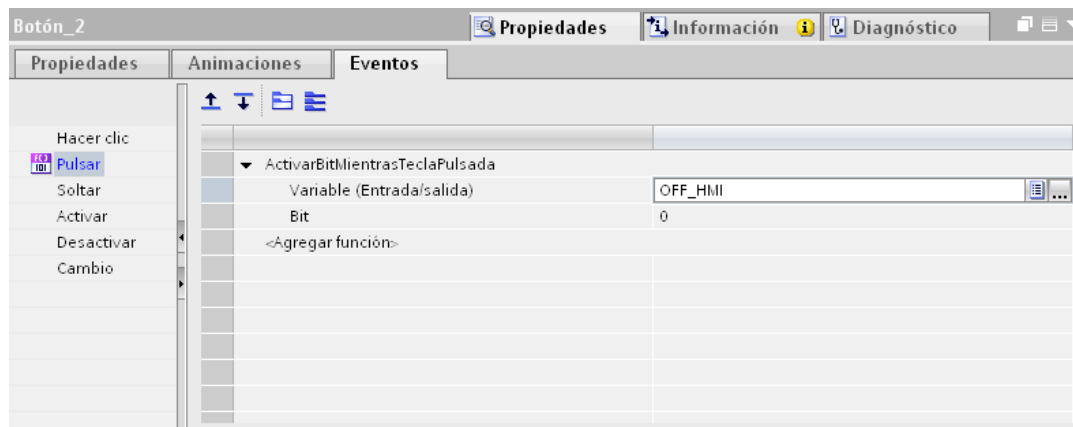 Botón_2 Propiedades Información Diagnóstico
Propiedades Animaciones Eventos
Hacer clic
Pulsar
Soltar
Activar
Desactivar
Cambio
ActivarBitMientrasTeclaPulsada
Variable (Entrada/salida) OFF_HMI
Bit 0
<Agregar función>